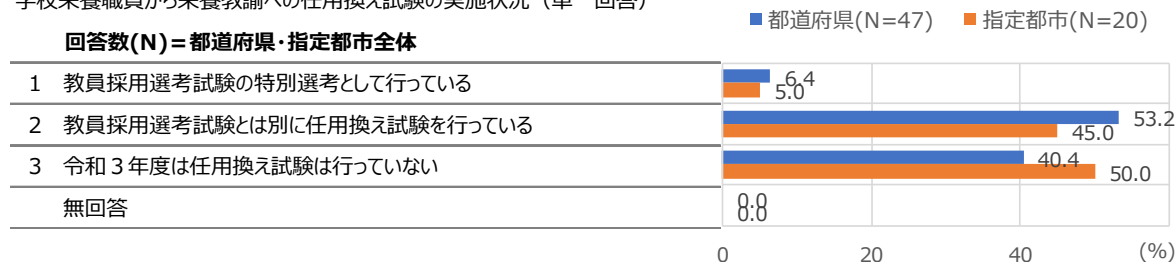 学校栄養職員から栄養教諭への任用換え試験の実施状況（単一回答）
■ 都道府県(N=47) ■ 指定都市(N=20)
回答数(N)＝都道府県・指定都市全体
1 教員採用選考試験の特別選考として行っている 6.4 5.0
2 教員採用選考試験とは別に任用換え試験を行っている 53.2 45.0
3 令和３年度は任用換え試験は行っていない 40.4 50.0
無回答 0.0 0.0
0 20 40 (%)